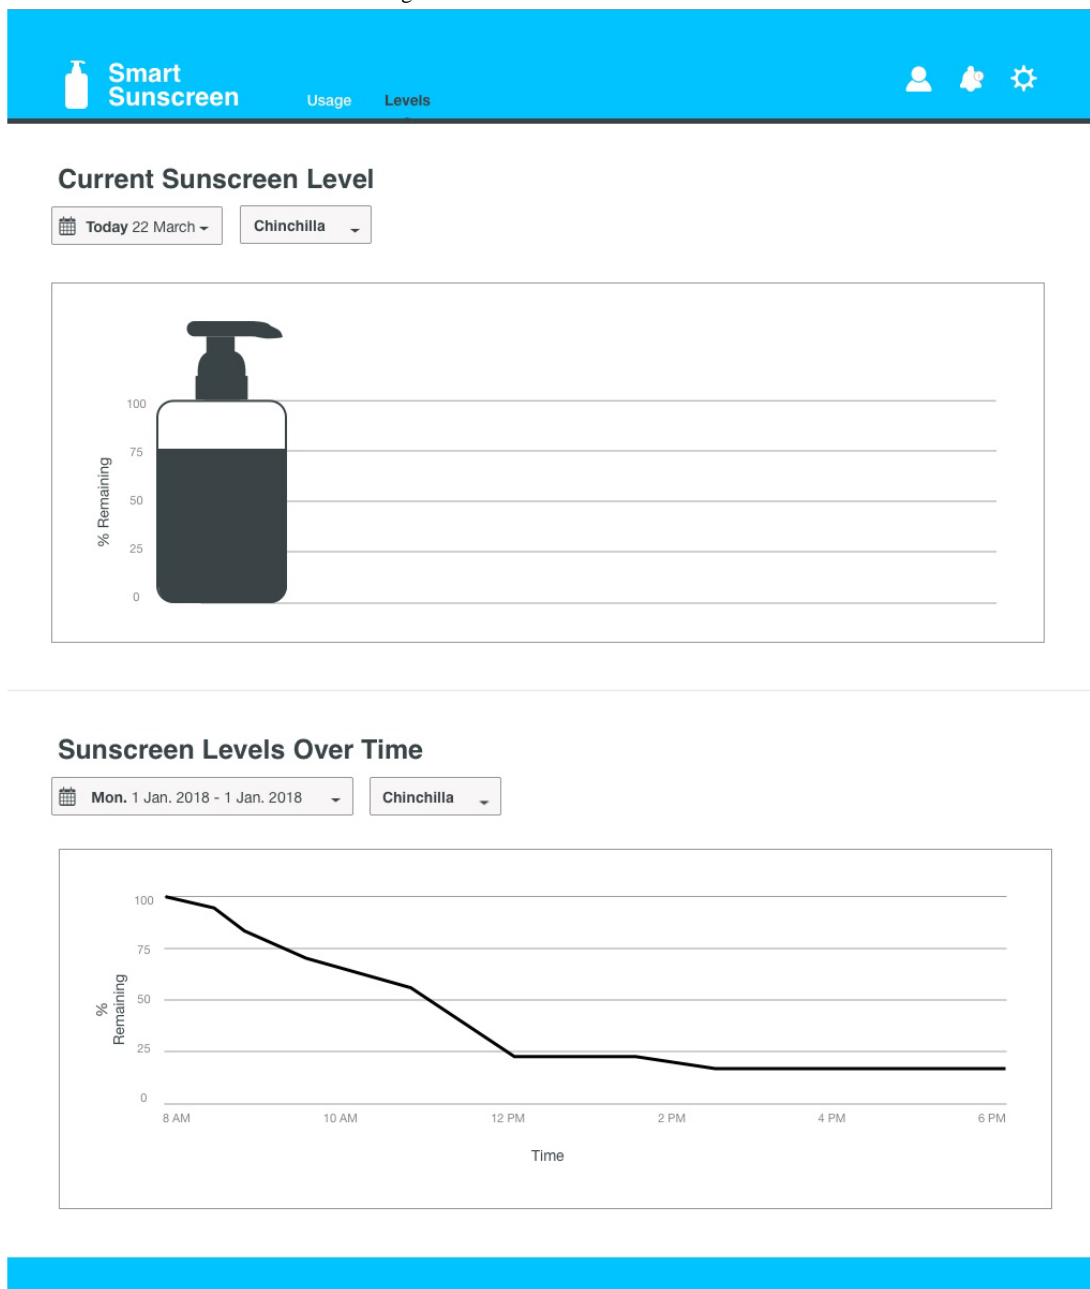 Smart
Sunscreen
Usage Levels
Current Sunscreen Level
Today 22 March
Chinchilla
100
75
50
25
0
% Remaining
Sunscreen Levels Over Time
Mon. 1 Jan. 2018 - 1 Jan. 2018
Chinchilla
100
75
50
25
0
%
Remaining
8 AM 10 AM 12 PM 2 PM 4 PM 6 PM
Time